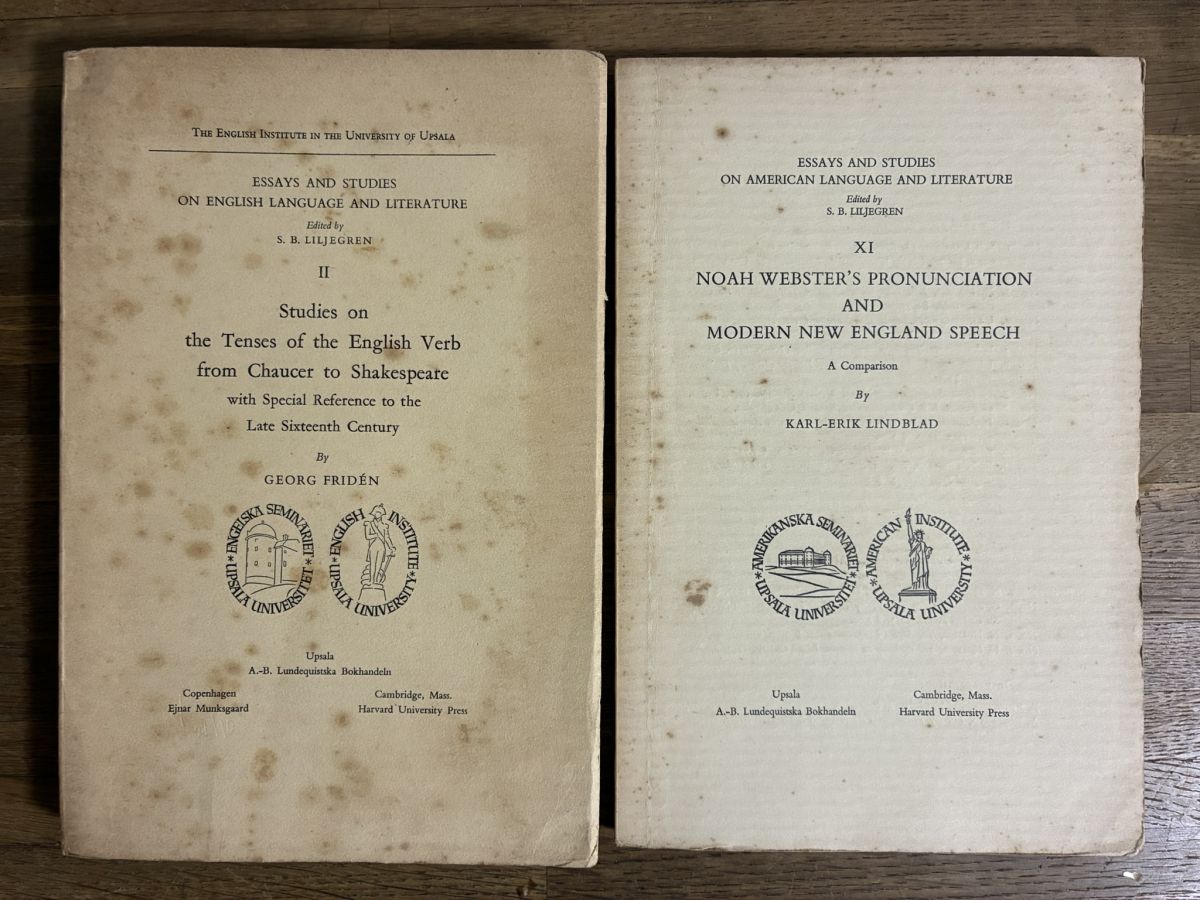 THE ENGLISH INSTITUTE IN THE UNIVERSITY OF UPSALA
ESSAYS AND STUDIES
ON ENGLISH LANGUAGE AND LITERATURE
Edited by
S. B. LILJEGREN
II
Studies on
the Tenses of the English Verb
from Chaucer to Shakespeare
with Special Reference to the
Late Sixteenth Century
By
GEORG FRIDÉN
ENGELSKA SEMINARIET
* UPSALA UNIVERSITET *
ENGLISH INSTITUTE
* UPSALA UNIVERSITY *
Upsala
A.-B. Lundequistska Bokhandeln
Copenhagen
Ejnar Munksgaard
Cambridge, Mass.
Harvard University Press
ESSAYS AND STUDIES
ON AMERICAN LANGUAGE AND LITERATURE
Edited by
S. B. LILJEGREN
XI
NOAH WEBSTER'S PRONUNCIATION
AND
MODERN NEW ENGLAND SPEECH
A Comparison
By
KARL-ERIK LINDBLAD
AMERIKANSKA SEMINARIET
* UPSALA UNIVERSITET *
AMERICAN INSTITUTE
* UPSALA UNIVERSITY *
Upsala
A.-B. Lundequistska Bokhandeln
Cambridge, Mass.
Harvard University Press